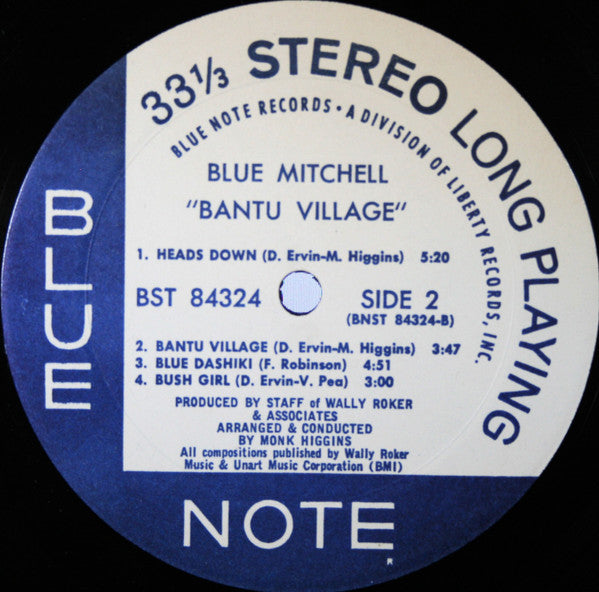 33⅓ STEREO LONG PLAYING
BLUE NOTE RECORDS • A DIVISION OF LIBERTY RECORDS, INC.
BLUE MITCHELL
"BANTU VILLAGE"
1. HEADS DOWN (D. Ervin-M. Higgins) 5:20
BST 84324 SIDE 2
(BNST 84324-B)
2. BANTU VILLAGE (D. Ervin-M. Higgins) 3:47
3. BLUE DASHIKI (F. Robinson) 4:51
4. BUSH GIRL (D. Ervin-V. Pea) 3:00
PRODUCED BY STAFF of WALLY ROKER
& ASSOCIATES
ARRANGED & CONDUCTED
BY MONK HIGGINS
All compositions published by Wally Roker
Music & Unart Music Corporation (BMI)
BLUE
NOTE
®